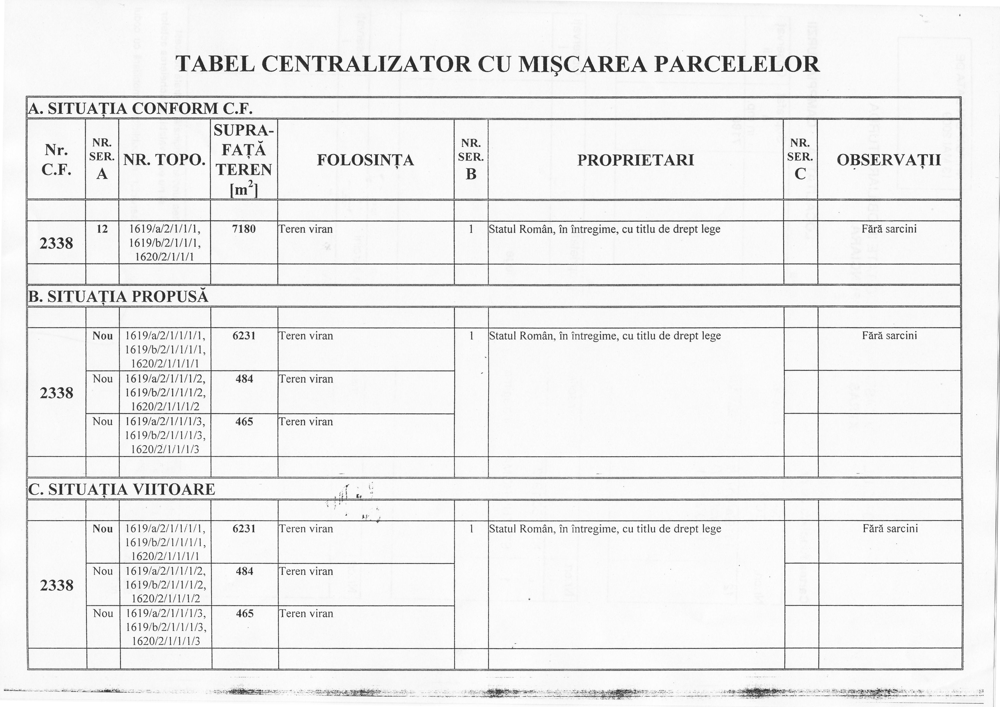 TABEL CENTRALIZATOR CU MIŞCAREA PARCELELOR
A. SITUAȚIA CONFORM C.F.
Nr. C.F.
NR. SER. A
NR. TOPO.
SUPRA-
FAȚĂ
TEREN
[m²]
FOLOSINȚA
NR. SER. B
PROPRIETARI
NR. SER. C
OBSERVAȚII
2338
12
1619/a/2/1/1/1,
1619/b/2/1/1/1,
1620/2/1/1/1
7180
Teren viran
1
Statul Român, în întregime, cu titlu de drept lege
Fără sarcini
B. SITUAȚIA PROPUSĂ
2338
Nou
1619/a/2/1/1/1/1,
1619/b/2/1/1/1/1,
1620/2/1/1/1/1
6231
Teren viran
1
Statul Român, în întregime, cu titlu de drept lege
Fără sarcini
Nou
1619/a/2/1/1/1/2,
1619/b/2/1/1/1/2,
1620/2/1/1/1/2
484
Teren viran
Nou
1619/a/2/1/1/1/3,
1619/b/2/1/1/1/3,
1620/2/1/1/1/3
465
Teren viran
C. SITUAȚIA VIITOARE
2338
Nou
1619/a/2/1/1/1/1,
1619/b/2/1/1/1/1,
1620/2/1/1/1/1
6231
Teren viran
1
Statul Român, în întregime, cu titlu de drept lege
Fără sarcini
Nou
1619/a/2/1/1/1/2,
1619/b/2/1/1/1/2,
1620/2/1/1/1/2
484
Teren viran
Nou
1619/a/2/1/1/1/3,
1619/b/2/1/1/1/3,
1620/2/1/1/1/3
465
Teren viran